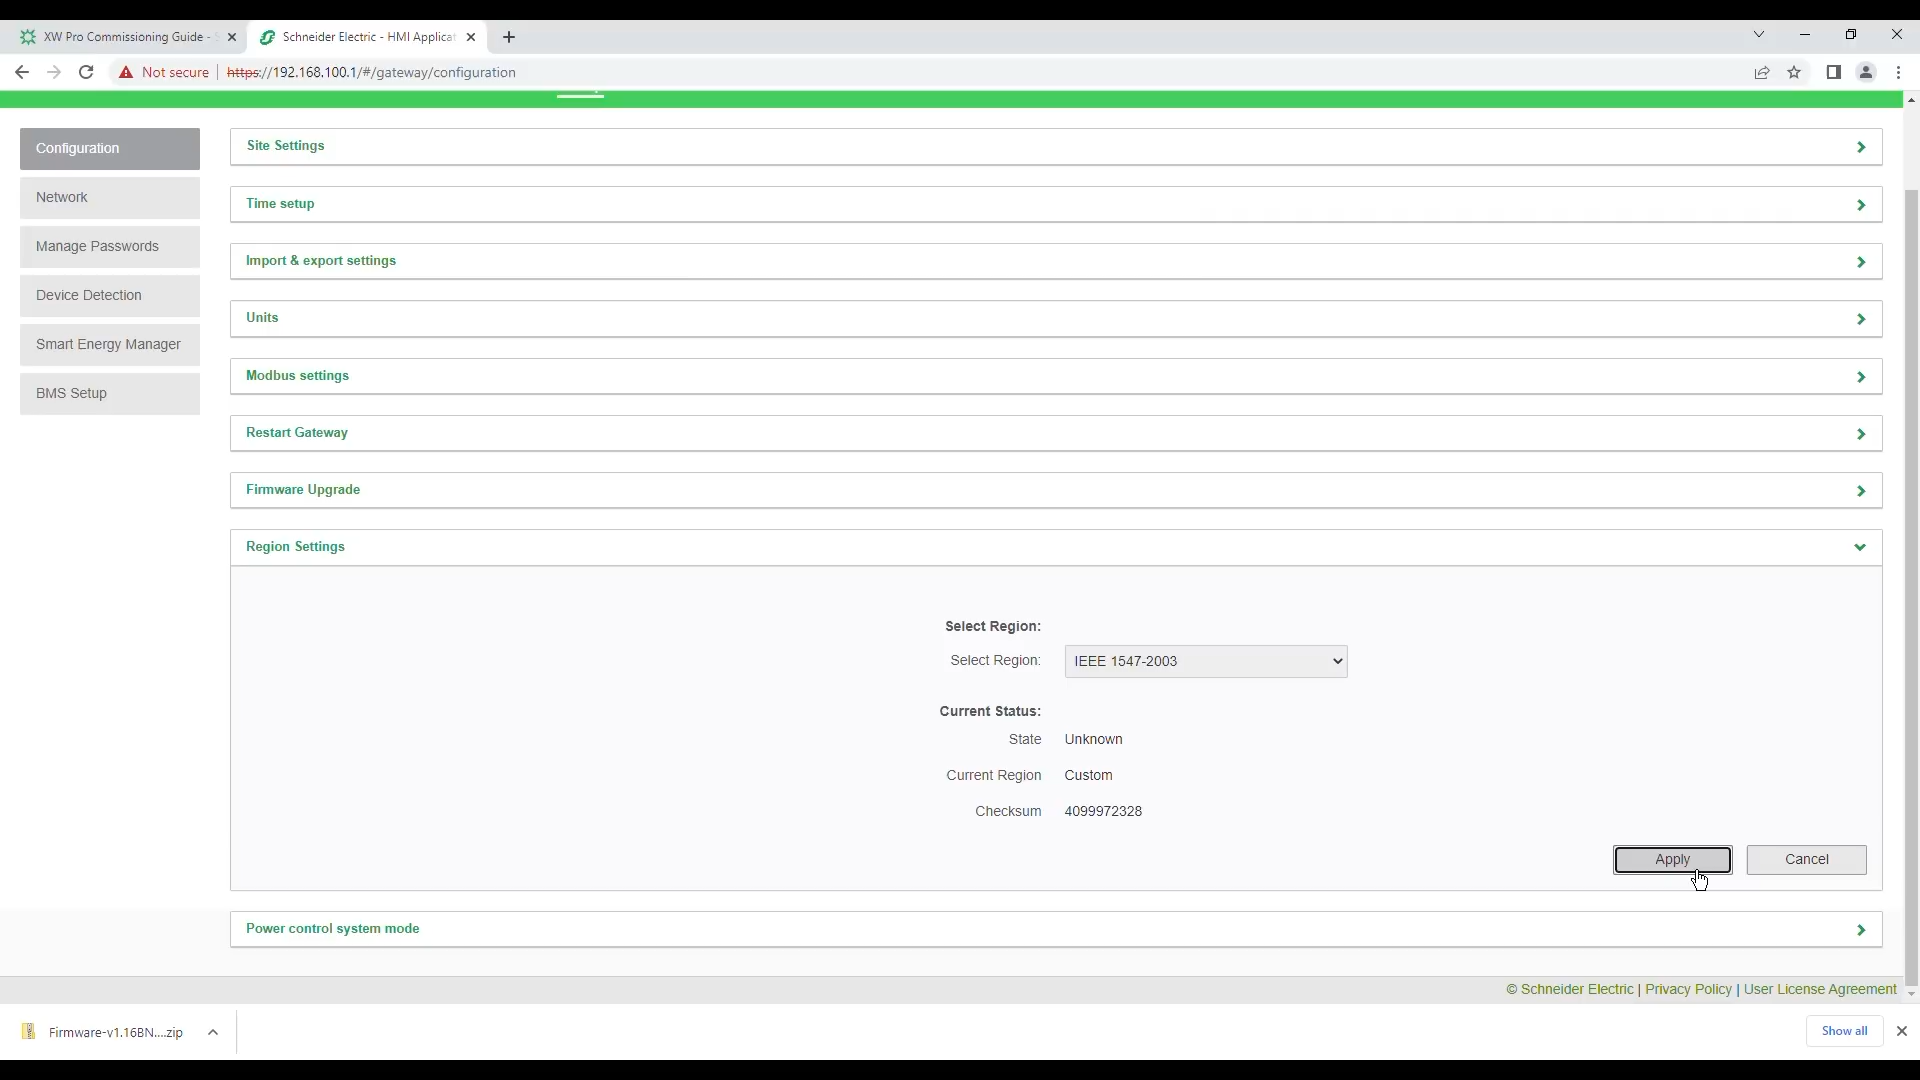 XW Pro Commissioning Guide -
Schneider Electric - HMI Applicat
Not secure
https://192.168.100.1/#/gateway/configuration
Configuration
Network
Manage Passwords
Device Detection
Smart Energy Manager
BMS Setup
Site Settings
Time setup
Import & export settings
Units
Modbus settings
Restart Gateway
Firmware Upgrade
Region Settings
Select Region:
Select Region: IEEE 1547-2003
Current Status:
State Unknown
Current Region Custom
Checksum 4099972328
Apply Cancel
Power control system mode
© Schneider Electric | Privacy Policy | User License Agreement
Firmware-v1.16BN....zip
Show all